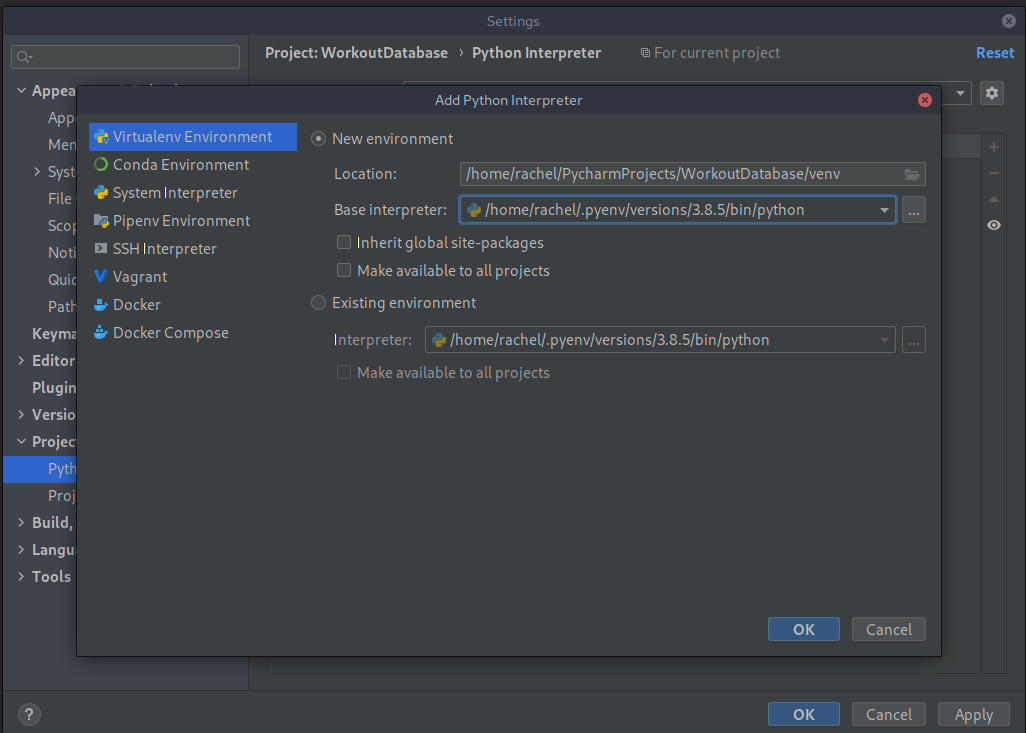 Settings
Project: WorkoutDatabase › Python Interpreter For current project Reset
Add Python Interpreter
Virtualenv Environment
Conda Environment
System Interpreter
Pipenv Environment
SSH Interpreter
Vagrant
Docker
Docker Compose
New environment
Location: /home/rachel/PycharmProjects/WorkoutDatabase/venv
Base interpreter: /home/rachel/.pyenv/versions/3.8.5/bin/python ...
Inherit global site-packages
Make available to all projects
Existing environment
Interpreter: /home/rachel/.pyenv/versions/3.8.5/bin/python ...
Make available to all projects
OK Cancel
Appea
App
Men
Syst
File
Scop
Noti
Quic
Path
Keyma
Editor
Plugin
Versio
Projec
Pyth
Proj
Build,
Langua
Tools
? OK Cancel Apply